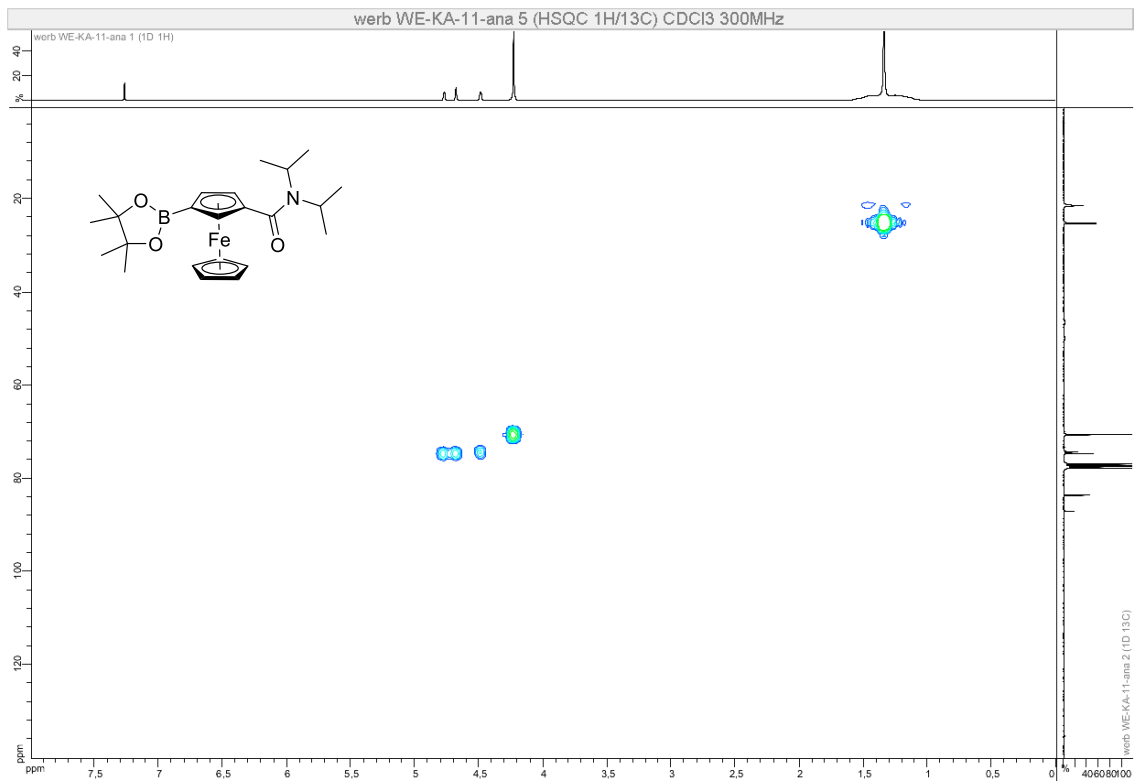 werb WE-KA-11-ana 5 (HSQC 1H/13C) CDCl3 300MHz
werb WE-KA-11-ana 1 (1D 1H)
40
20
%
O
B
O
N
O
Fe
20
40
60
80
100
120
ppm
ppm 7,5 7 6,5 6 5,5 5 4,5 4 3,5 3 2,5 2 1,5 1 0,5 0
% 406080100
werb WE-KA-11-ana 2 (1D 13C)